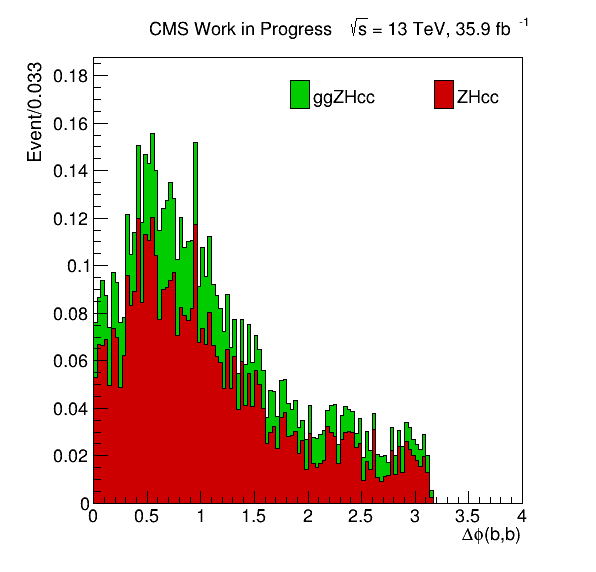 CMS Work in Progress √s = 13 TeV, 35.9 fb⁻¹
Event/0.033
ggZHcc ZHcc
0.18
0.16
0.14
0.12
0.1
0.08
0.06
0.04
0.02
0
0 0.5 1 1.5 2 2.5 3 3.5 4
Δϕ(b,b)